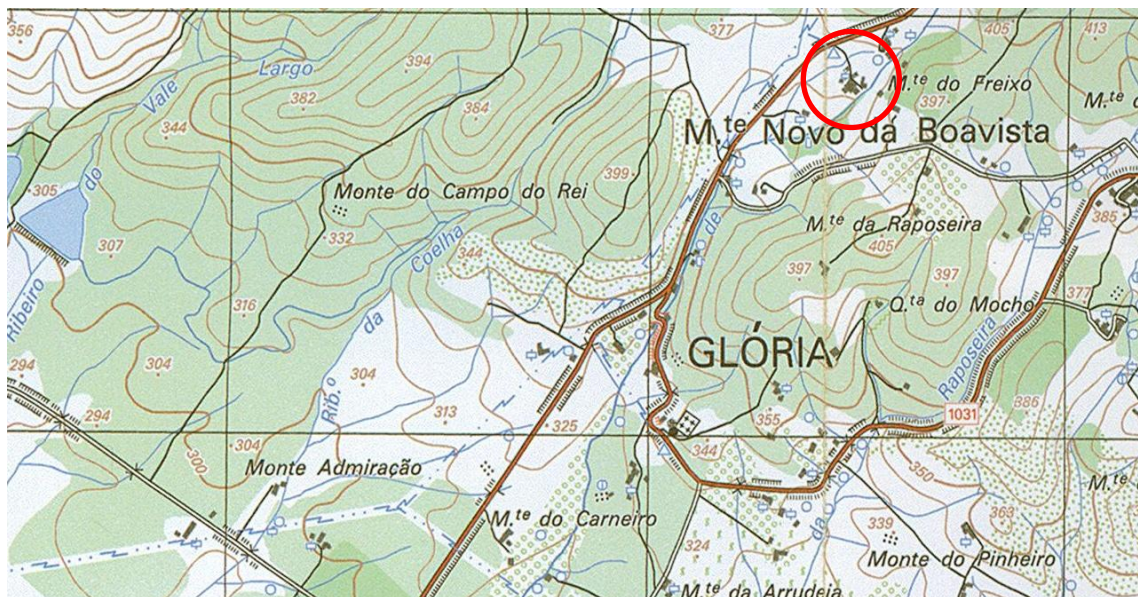 356
Largo
Vale
do
394
382
384
344
377
405
413
M.te do Freixo
397
M.te Novo da Boavista
305
307
Monte do Campo do Rei
332
399
M.te da Raposeira
405
385
de
Coelha
344
397
397
316
da
Q.ta do Mocho
377
Ribeiro
304
294
304
Rib.o
GLÓRIA
Raposeira
1031
386
294
313
325
355
304
300
344
Monte Admiração
350
M.te
M.te do Carneiro
363
339
da
324
Monte do Pinheiro
M.te da Arrudeia